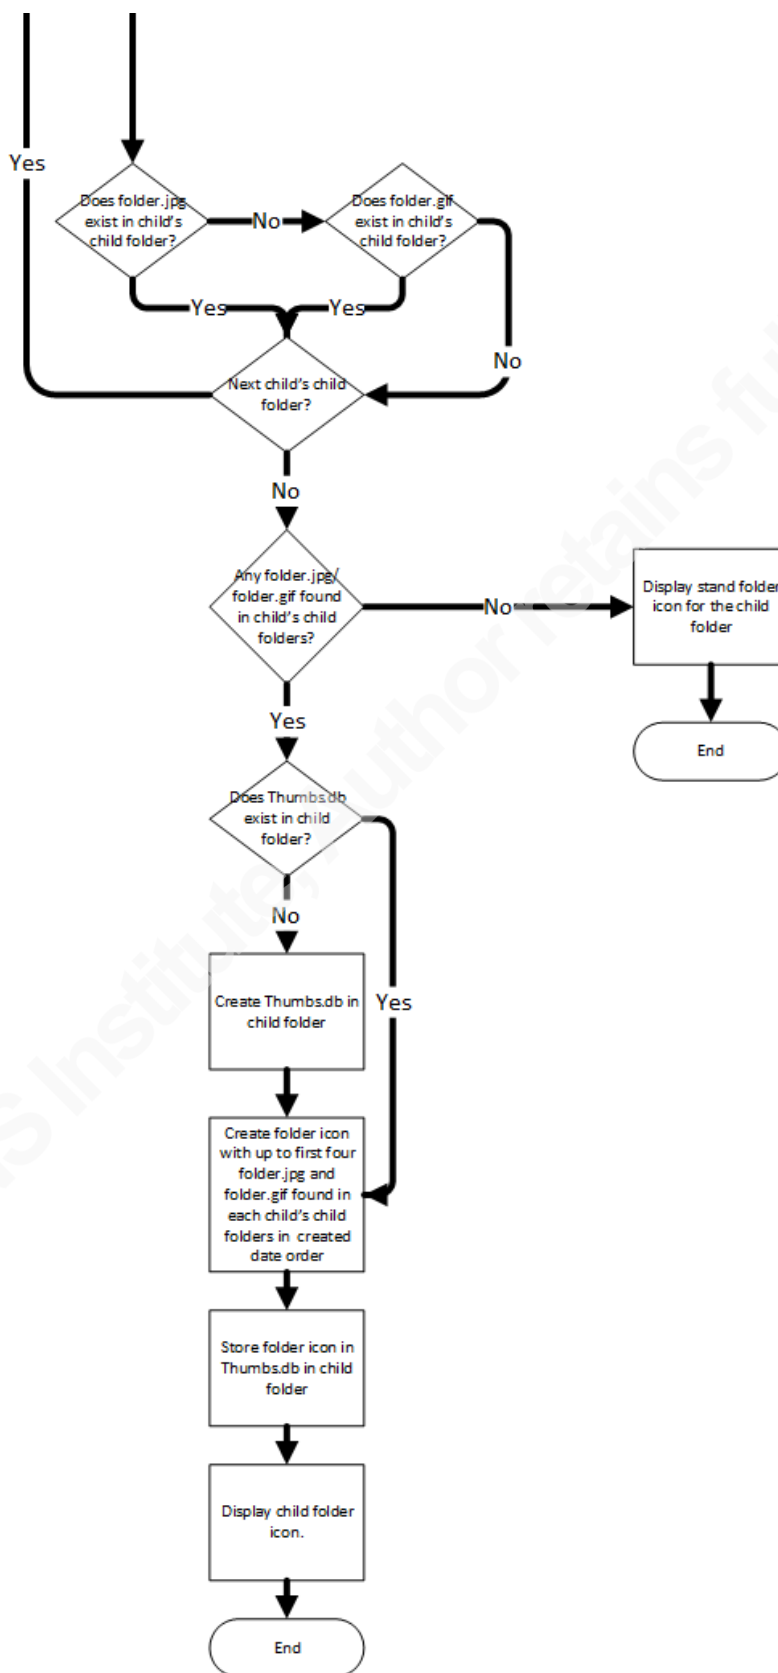 Yes
Does folder.jpg
exist in child's
child folder?
No
Does folder.gif
exist in child's
child folder?
Yes
Yes
No
Next child's child
folder?
No
Any folder.jpg/
folder.gif found
in child's child
folders?
No
Display stand folder
icon for the child
folder
Yes
End
Does Thumbs.db
exist in child
folder?
No
Yes
Create Thumbs.db in
child folder
Create folder icon
with up to first four
folder.jpg and
folder.gif found in
each child's child
folders in created
date order
Store folder icon in
Thumbs.db in child
folder
Display child folder
icon.
End
S Institute, Author retains ful